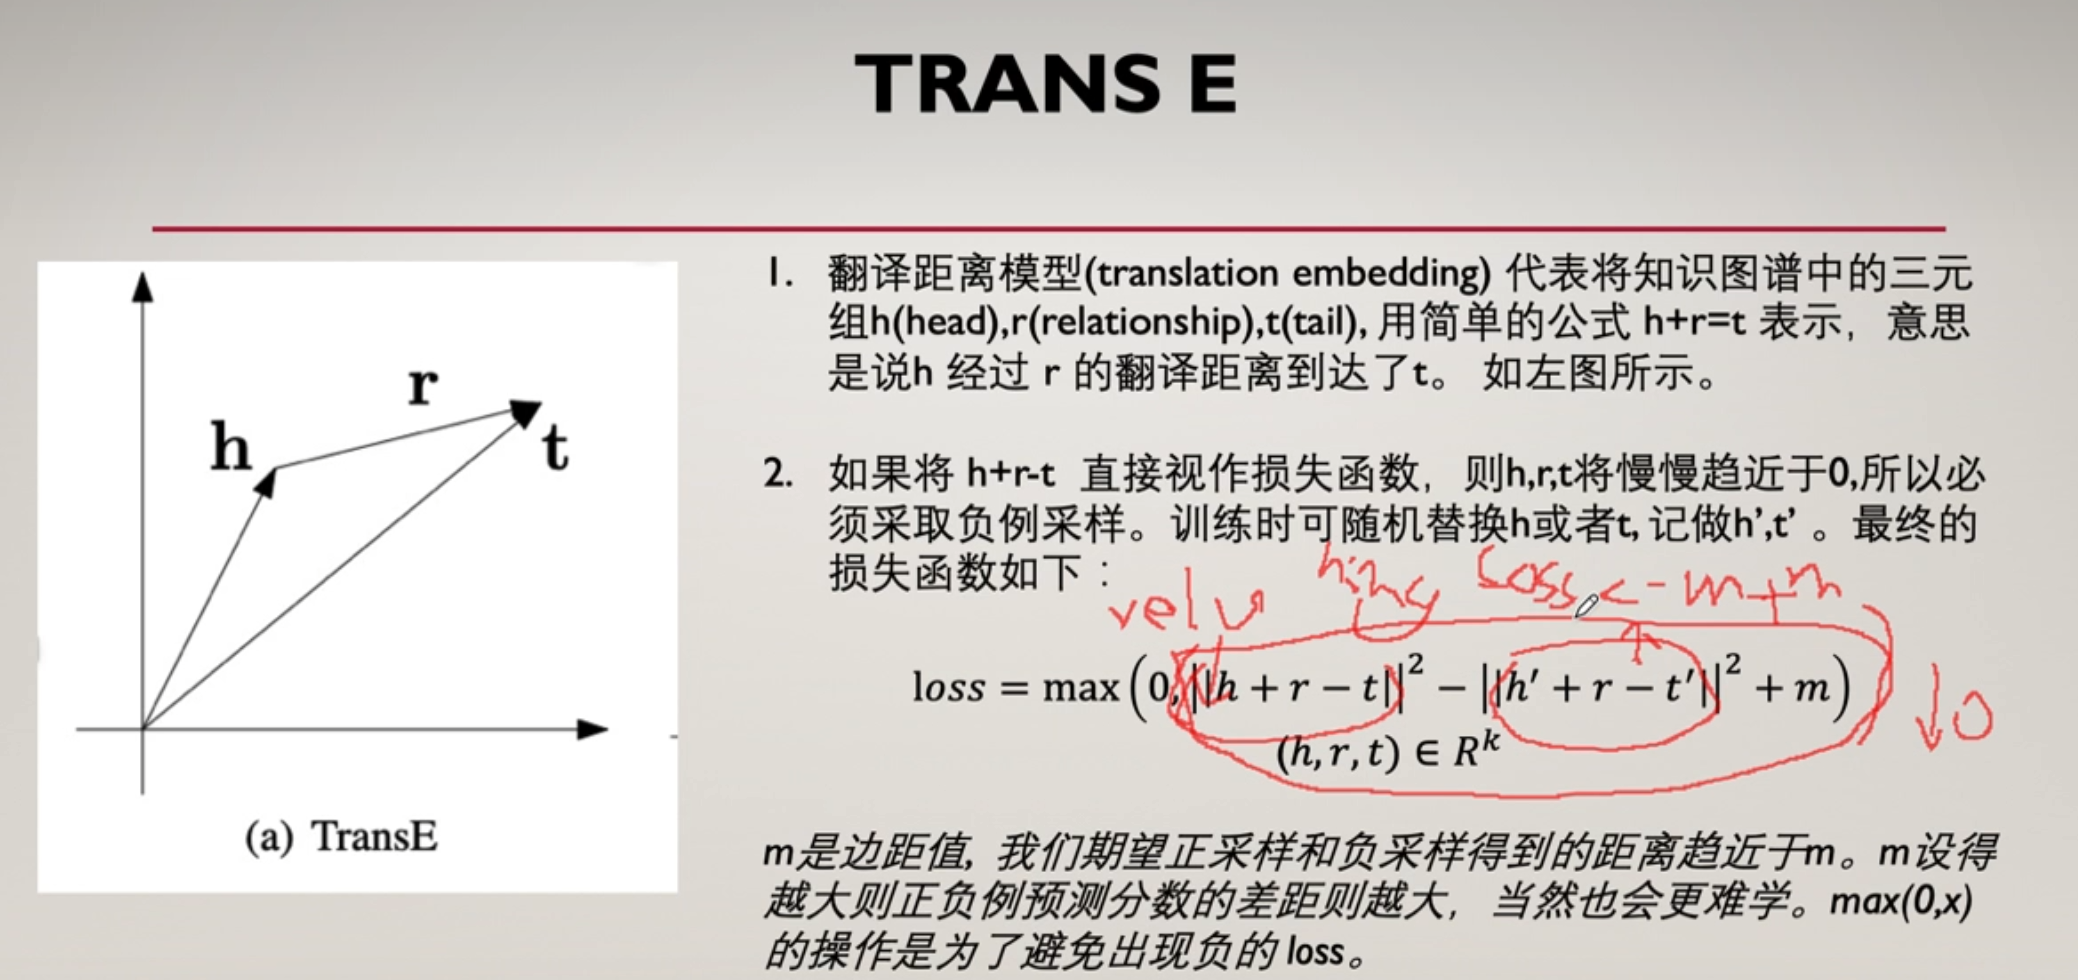 TRANS E
h
r
t
(a) TransE
1. 翻译距离模型(translation embedding) 代表将知识图谱中的三元
组h(head),r(relationship),t(tail), 用简单的公式 h+r=t 表示，意思
是说h 经过 r 的翻译距离到达了t。 如左图所示。
2. 如果将 h+r-t 直接视作损失函数，则h,r,t将慢慢趋近于0,所以必
须采取负例采样。训练时可随机替换h或者t, 记做h’,t’ 。最终的
损失函数如下：
loss < -m+m
loss = max(0,||h + r − t||² − ||h′ + r − t′||² + m)
↓0
(h, r, t) ∈ Rᵏ
m是边距值, 我们期望正采样和负采样得到的距离趋近于m。m设得
越大则正负例预测分数的差距则越大，当然也会更难学。max(0,x)
的操作是为了避免出现负的 loss。